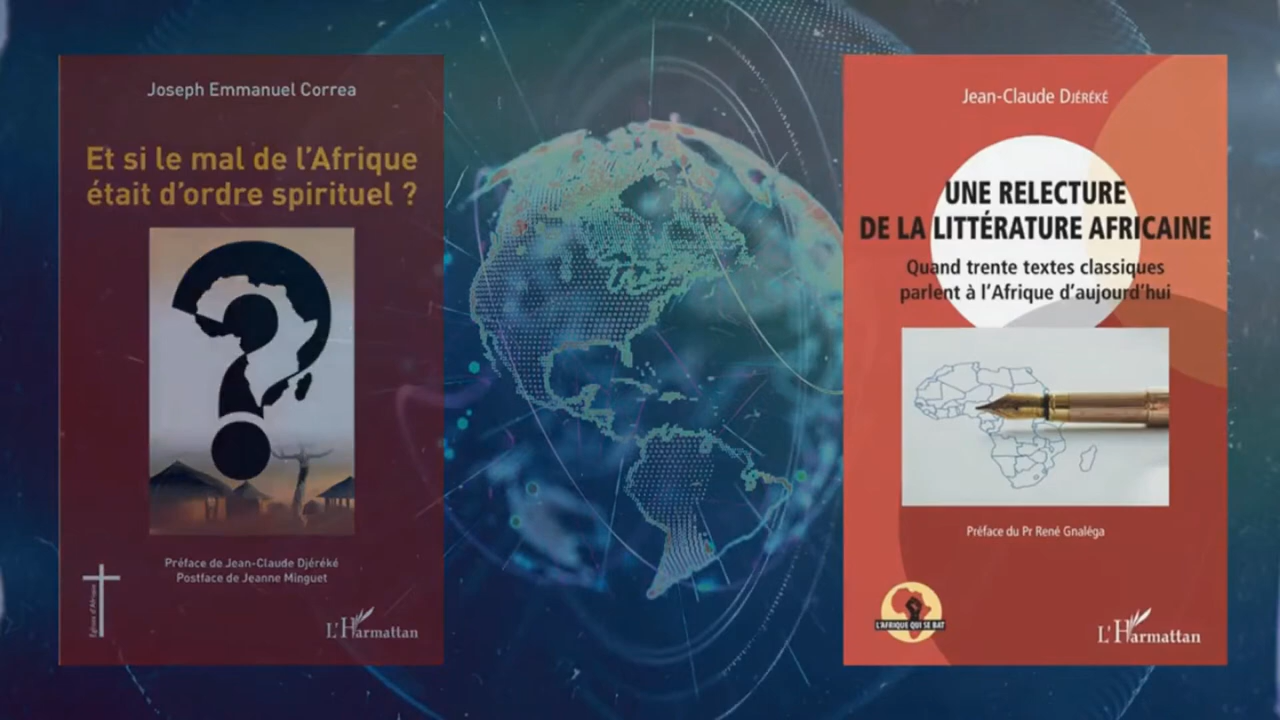 Joseph Emmanuel Correa
Et si le mal de l'Afrique
était d'ordre spirituel ?
Préface de Jean-Claude Djéréké
Postface de Jeanne Minguet
Églises d'Afrique
L'Harmattan
Jean-Claude DJÉRÉKÉ
UNE RELECTURE
DE LA LITTÉRATURE AFRICAINE
Quand trente textes classiques
parlent à l'Afrique d'aujourd'hui
Préface du Pr René Gnaléga
L'AFRIQUE QUI SE BAT
L'Harmattan